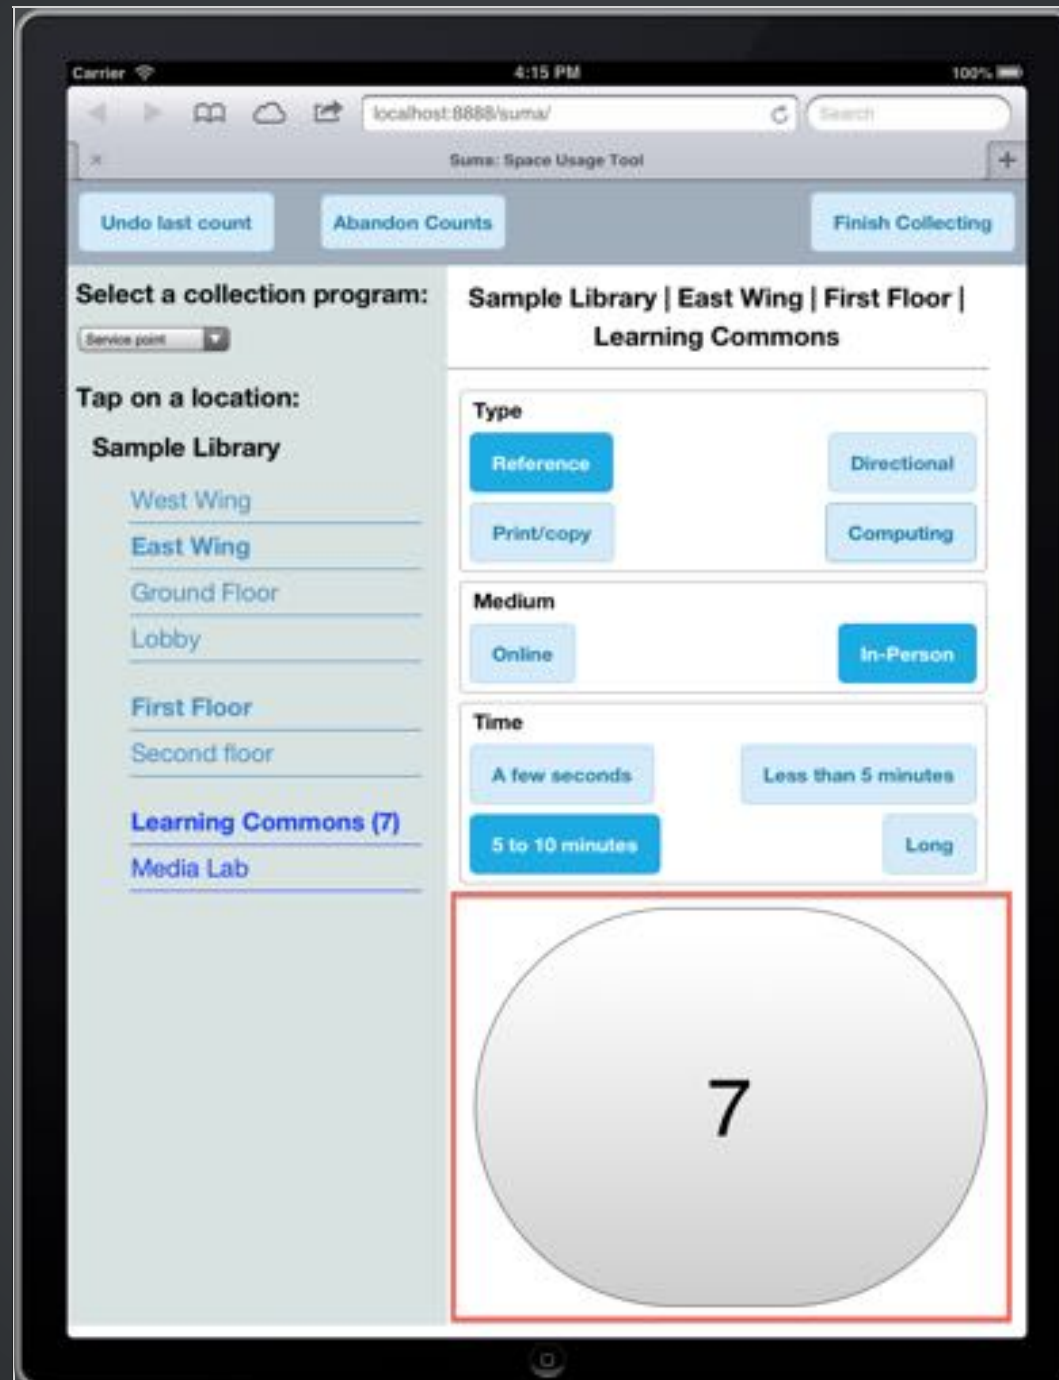 Carrier 4:15 PM 100%
localhost:8888/suma/ Search
Suma: Space Usage Tool
Undo last count Abandon Counts Finish Collecting
Select a collection program:
Service point
Tap on a location:
Sample Library
West Wing
East Wing
Ground Floor
Lobby
First Floor
Second floor
Learning Commons (7)
Media Lab
Sample Library | East Wing | First Floor |
Learning Commons
Type
Reference Directional
Print/copy Computing
Medium
Online In-Person
Time
A few seconds Less than 5 minutes
5 to 10 minutes Long
7